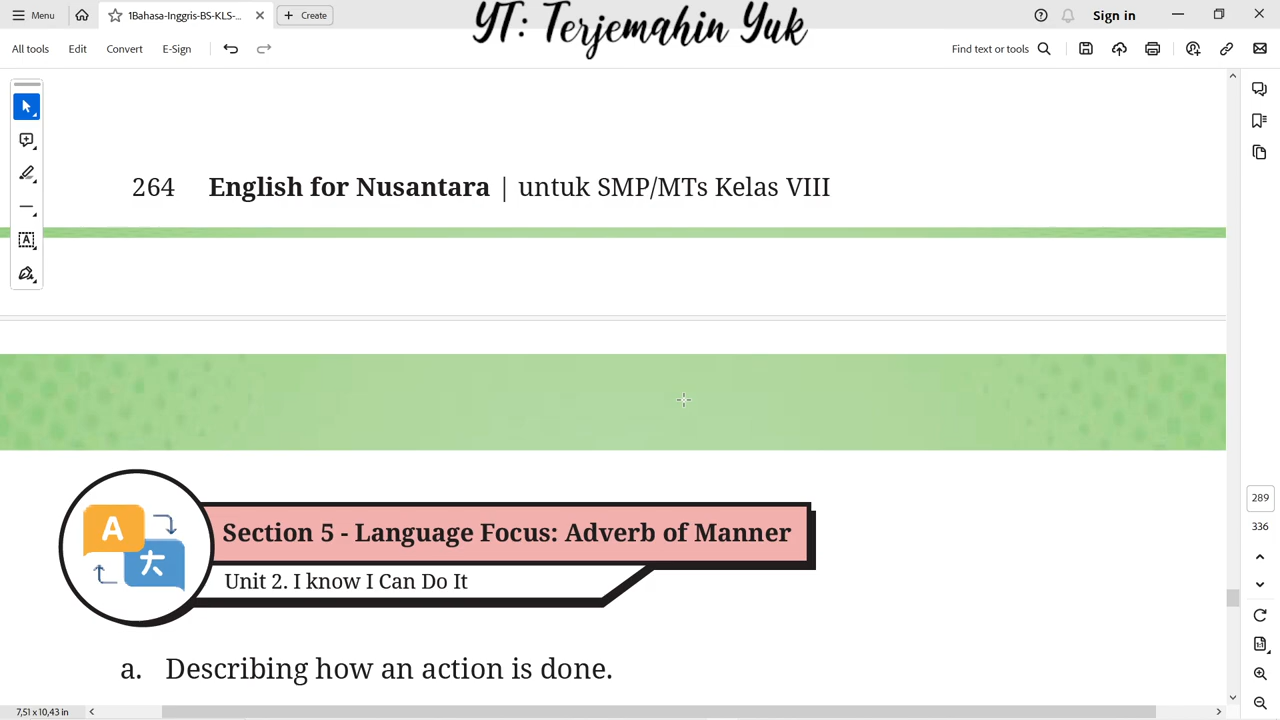 YT: Terjemahin Yuk
Menu
1Bahasa-Inggris-BS-KLS-...
Create
Sign in
All tools
Edit
Convert
E-Sign
Find text or tools
264 English for Nusantara | untuk SMP/MTs Kelas VIII
A
Section 5 - Language Focus: Adverb of Manner
Unit 2. I know I Can Do It
a. Describing how an action is done.
289
336
7,51 x 10,43 in